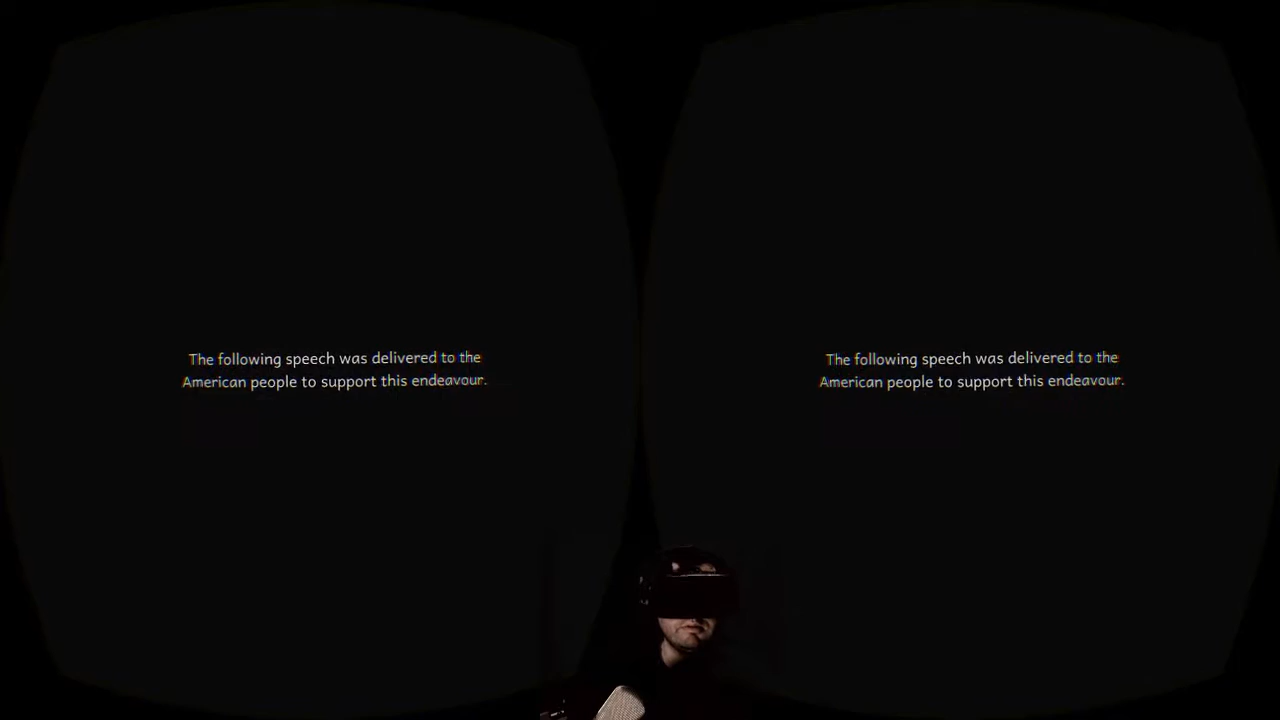 The following speech was delivered to the
American people to support this endeavour.
The following speech was delivered to the
American people to support this endeavour.